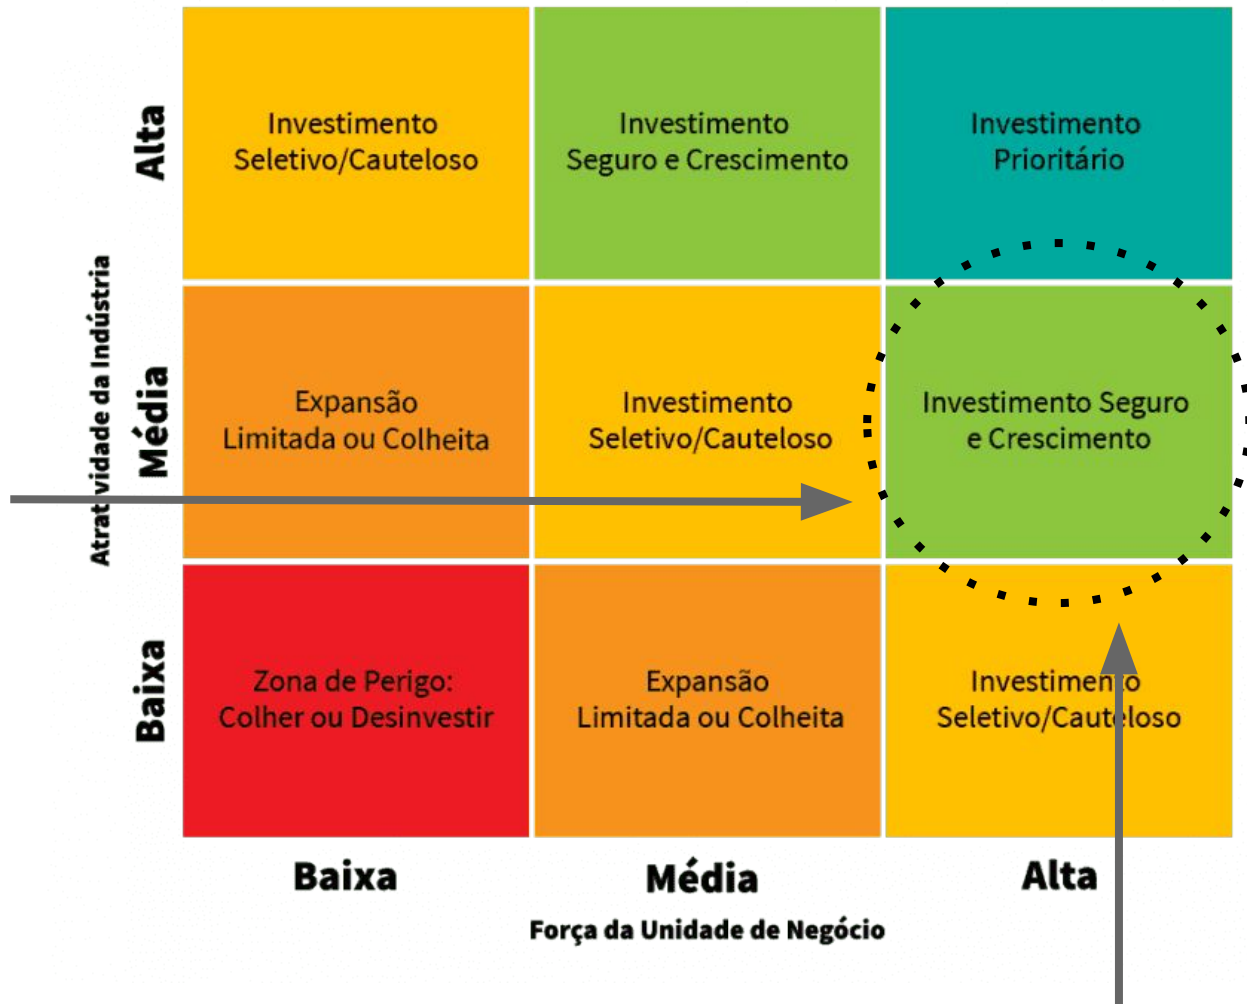 Atratividade da Indústria
Alta
Investimento
Seletivo/Cauteloso
Investimento
Seguro e Crescimento
Investimento
Prioritário
Média
Expansão
Limitada ou Colheita
Investimento
Seletivo/Cauteloso
Investimento Seguro
e Crescimento
Baixa
Zona de Perigo:
Colher ou Desinvestir
Expansão
Limitada ou Colheita
Investimento
Seletivo/Cauteloso
Baixa
Média
Alta
Força da Unidade de Negócio